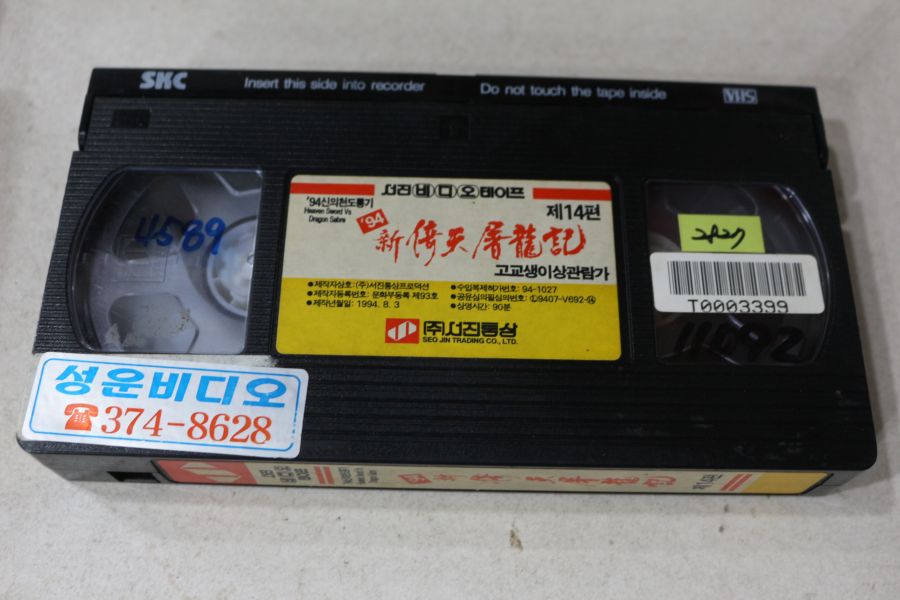 SKC
Insert this side into recorder
Do not touch the tape inside
VHS
4589
서진비디오테이프
'94신의천도룡기
Heaven Sword Vs
Dragon Sabre
제14편
'94
新倚天屠龍記
고교생이상관람가
●제작자상호:(주)서진통상프로덕션
●제작자등록번호: 문화부등록 제93호
●제작년월일: 1994. 8. 3
●수입복제허가번호: 94-1027
●공윤심의필심의번호:
●상영시간: 90분
(주)서진통상
SEO JIN TRADING CO., LTD.
T0003399
11092
성운비디오
☎374-8628
제14편